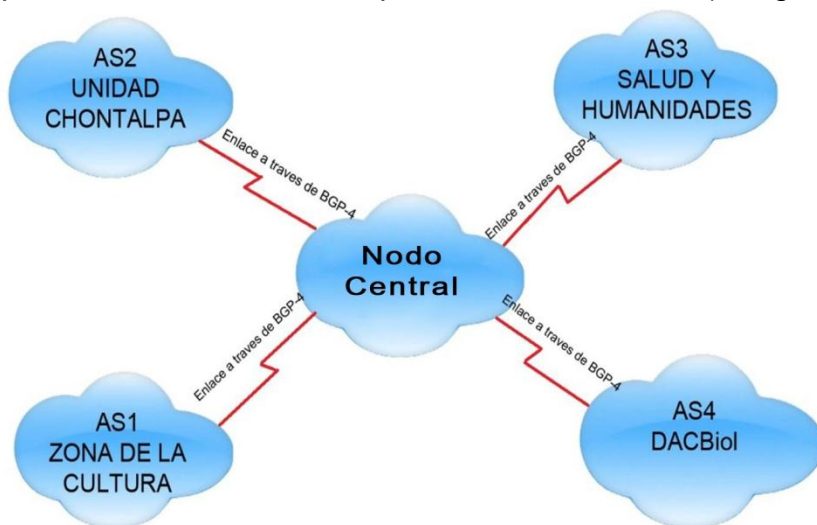 AS2
UNIDAD
CHONTALPA
AS3
SALUD Y
HUMANIDADES
Enlace a traves de BGP-4
Enlace a traves de BGP-4
Nodo
Central
Enlace a traves de BGP-4
Enlace a traves de BGP-4
AS1
ZONA DE LA
CULTURA
AS4
DACBiol